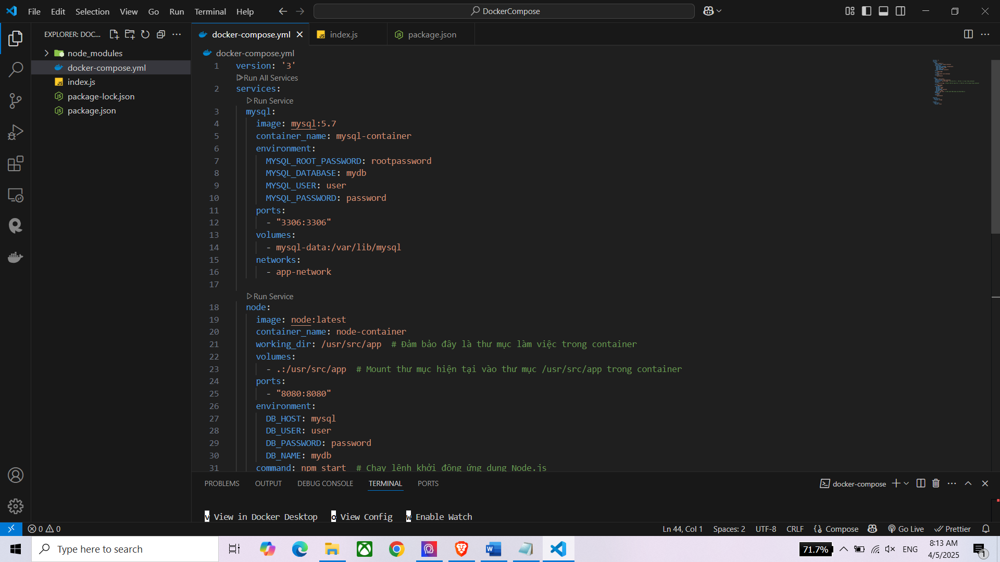 File Edit Selection View Go Run Terminal Help
DockerCompose
EXPLORER: DOC...
node_modules
docker-compose.yml
index.js
package-lock.json
package.json
docker-compose.yml
index.js
package.json
docker-compose.yml
1 version: '3'
Run All Services
2 services:
Run Service
3 mysql:
4 image: mysql:5.7
5 container_name: mysql-container
6 environment:
7 MYSQL_ROOT_PASSWORD: rootpassword
8 MYSQL_DATABASE: mydb
9 MYSQL_USER: user
10 MYSQL_PASSWORD: password
11 ports:
12 - "3306:3306"
13 volumes:
14 - mysql-data:/var/lib/mysql
15 networks:
16 - app-network
17
Run Service
18 node:
19 image: node:latest
20 container_name: node-container
21 working_dir: /usr/src/app # Đảm bảo đây là thư mục làm việc trong container
22 volumes:
23 - .:/usr/src/app # Mount thư mục hiện tại vào thư mục /usr/src/app trong container
24 ports:
25 - "8080:8080"
26 environment:
27 DB_HOST: mysql
28 DB_USER: user
29 DB_PASSWORD: password
30 DB_NAME: mydb
31 command: npm start # Chạy lệnh khởi động ứng dụng Node.js
PROBLEMS OUTPUT DEBUG CONSOLE TERMINAL PORTS
docker-compose
v View in Docker Desktop o View Config w Enable Watch
0 0
Ln 44, Col 1 Spaces: 2 UTF-8 CRLF Compose Go Live Prettier
Type here to search
71.7%
ENG
8:13 AM
4/5/2025
1